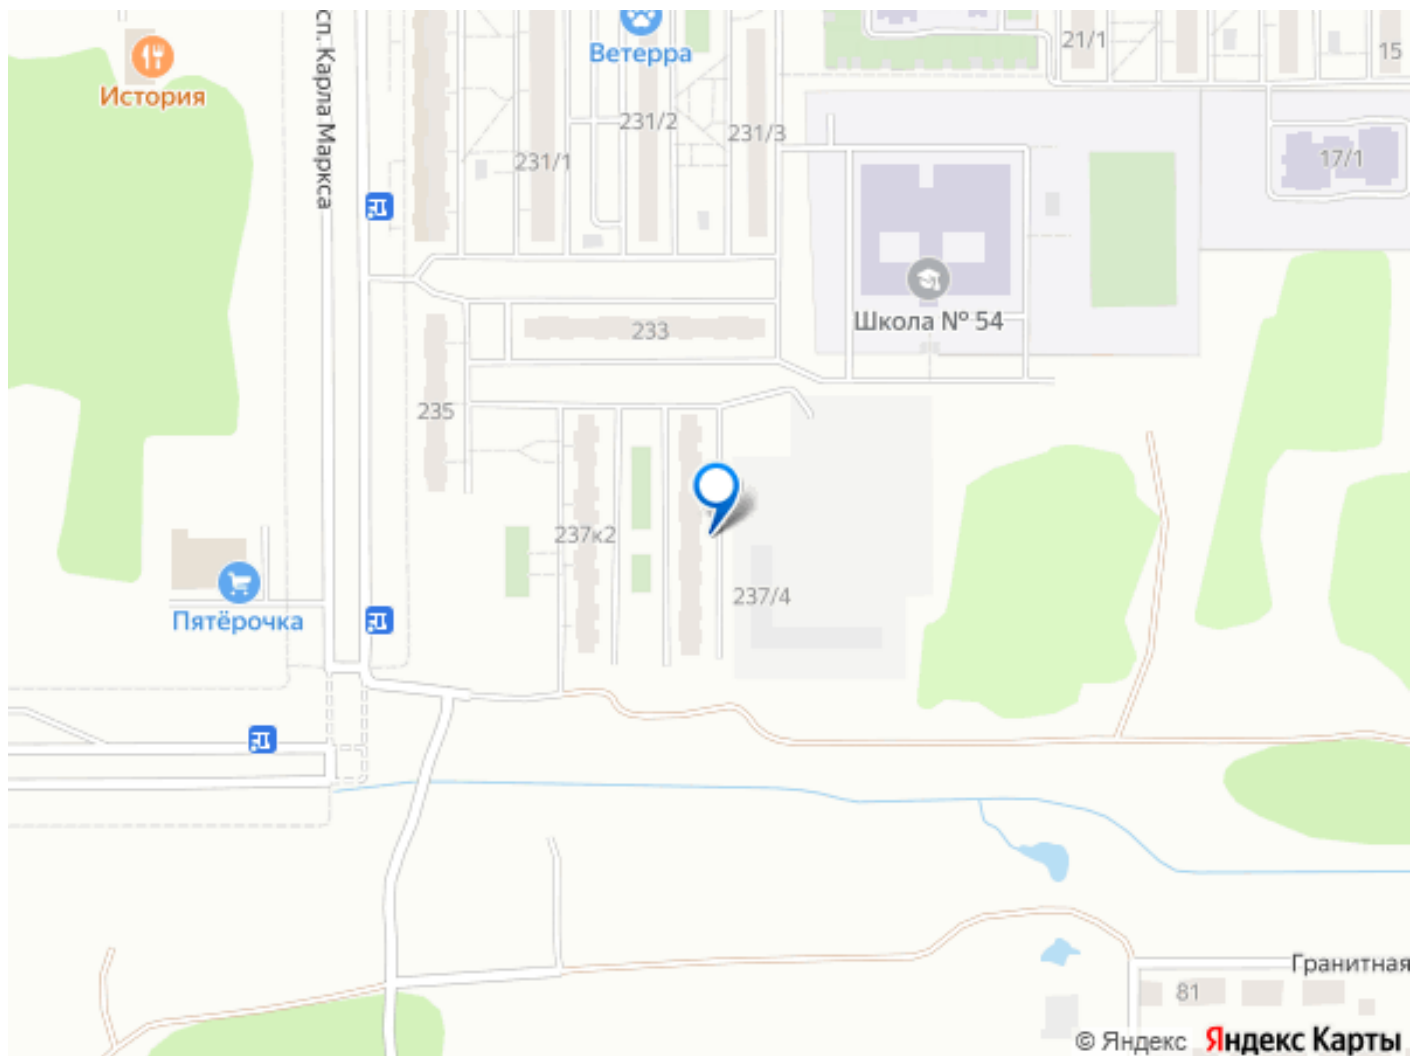 сп. Карла Маркса
История
Ветерра
21/1
15
231/2
231/3
231/1
17/1
Школа № 54
233
235
237к2
237/4
Пятёрочка
Гранитная
81
© Яндекс Яндекс Карты